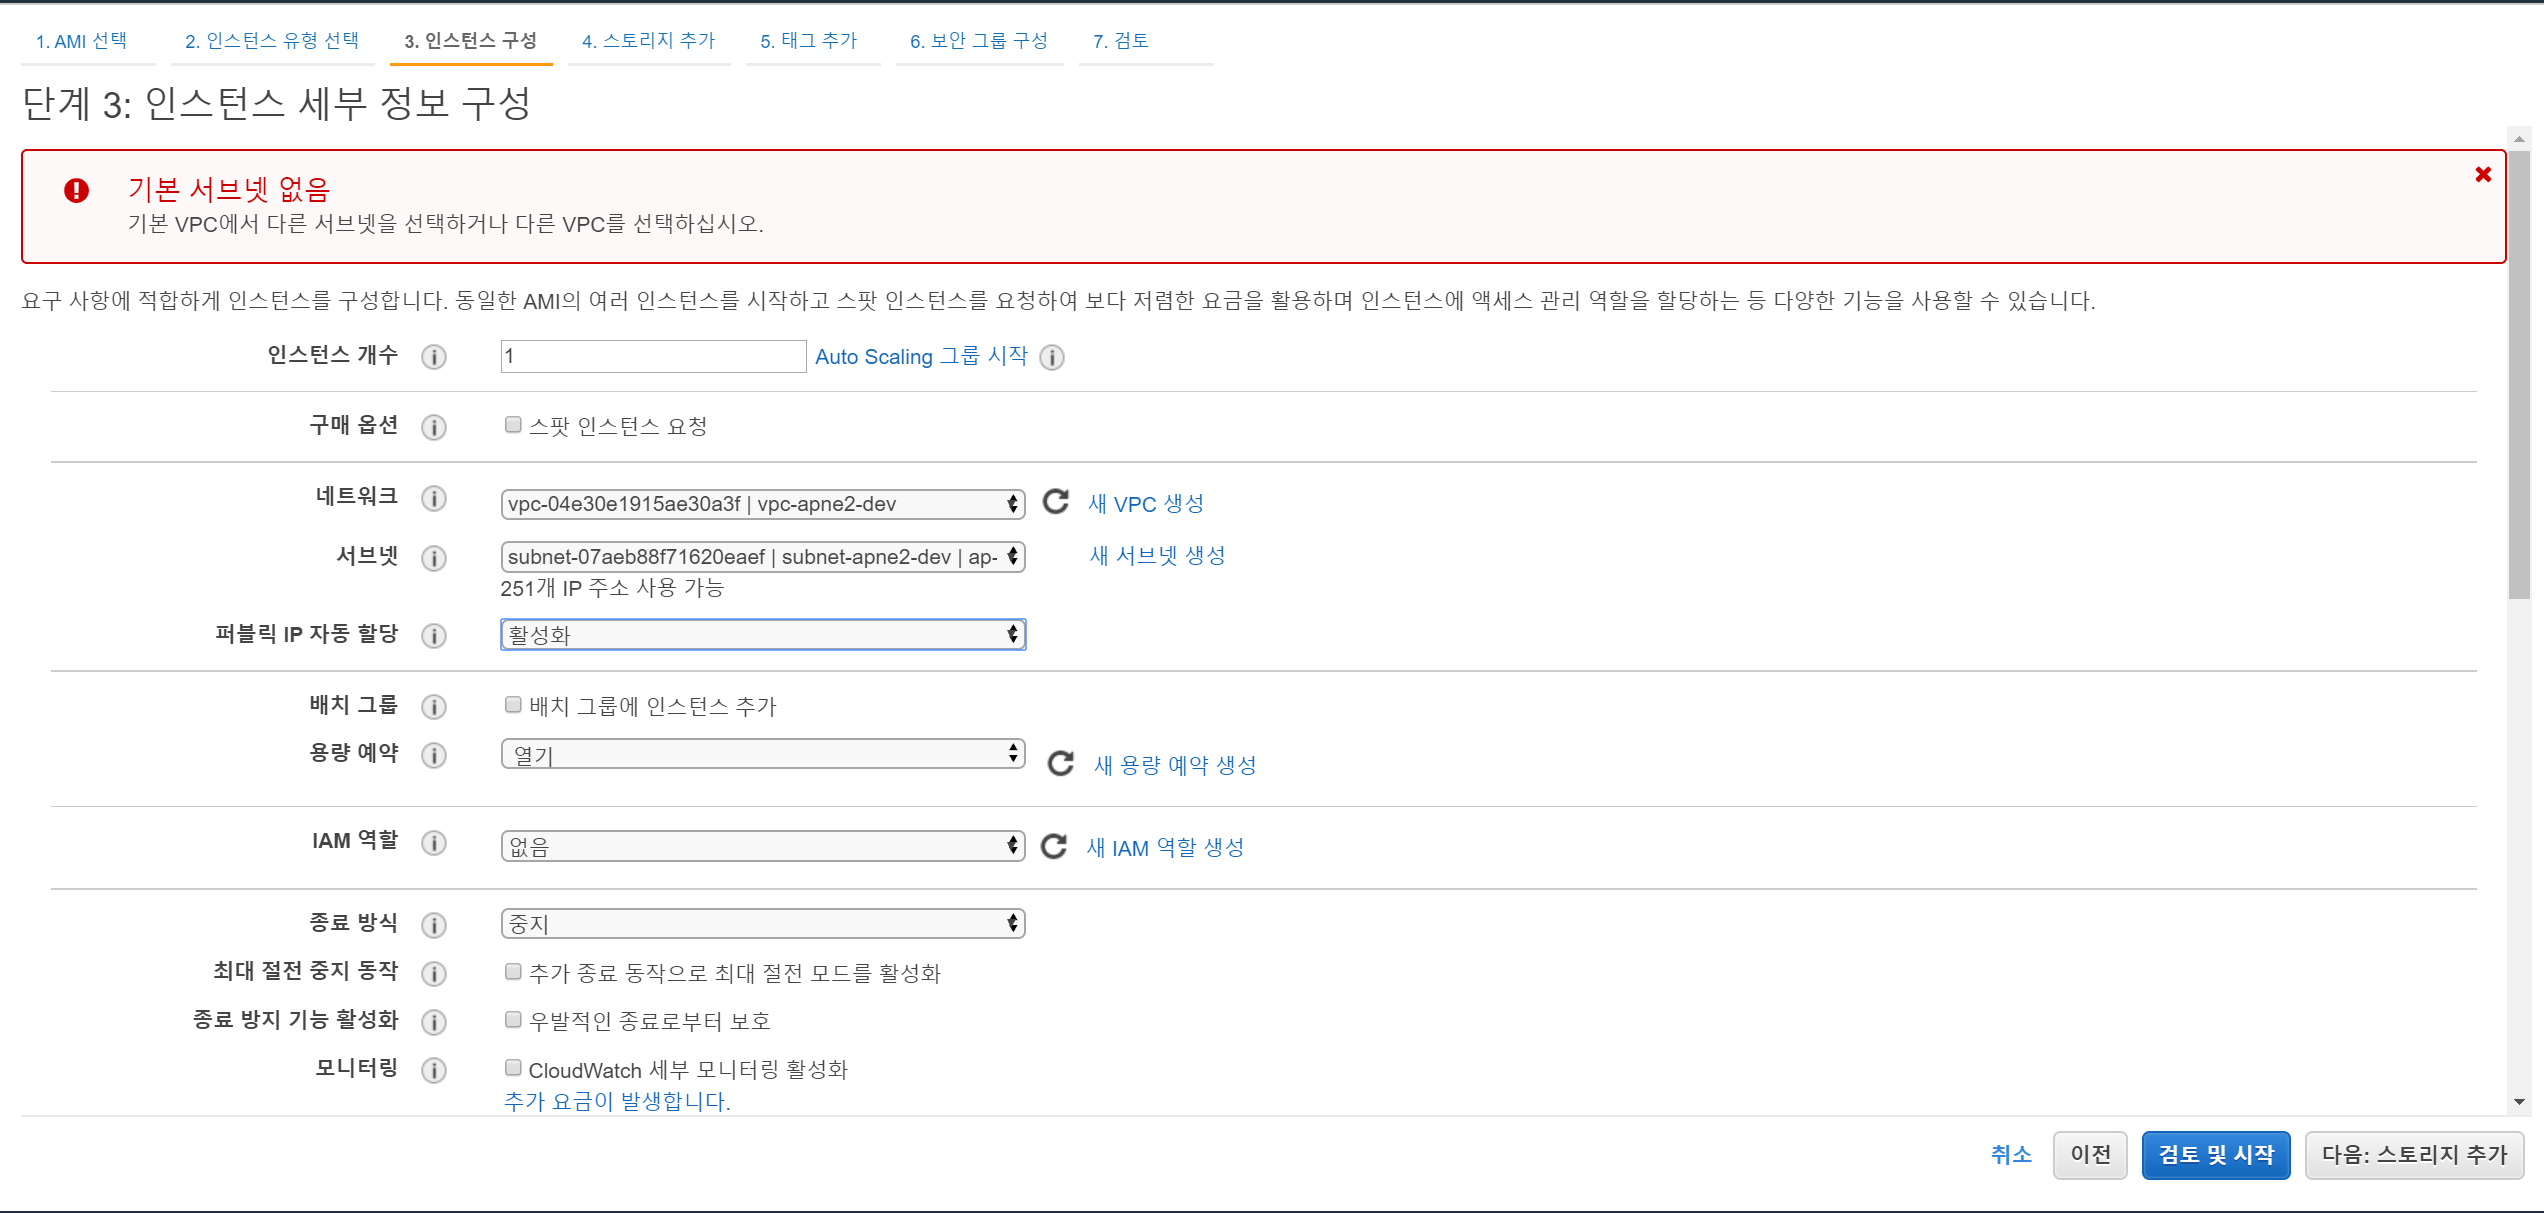 1. AMI 선택 2. 인스턴스 유형 선택 3. 인스턴스 구성 4. 스토리지 추가 5. 태그 추가 6. 보안 그룹 구성 7. 검토
단계 3: 인스턴스 세부 정보 구성
기본 서브넷 없음
기본 VPC에서 다른 서브넷을 선택하거나 다른 VPC를 선택하십시오.
요구 사항에 적합하게 인스턴스를 구성합니다. 동일한 AMI의 여러 인스턴스를 시작하고 스팟 인스턴스를 요청하여 보다 저렴한 요금을 활용하며 인스턴스에 액세스 관리 역할을 할당하는 등 다양한 기능을 사용할 수 있습니다.
인스턴스 개수 1 Auto Scaling 그룹 시작
구매 옵션 스팟 인스턴스 요청
네트워크 vpc-04e30e1915ae30a3f | vpc-apne2-dev 새 VPC 생성
서브넷 subnet-07aeb88f71620eaef | subnet-apne2-dev | ap- 새 서브넷 생성
251개 IP 주소 사용 가능
퍼블릭 IP 자동 할당 활성화
배치 그룹 배치 그룹에 인스턴스 추가
용량 예약 열기 새 용량 예약 생성
IAM 역할 없음 새 IAM 역할 생성
종료 방식 중지
최대 절전 중지 동작 추가 종료 동작으로 최대 절전 모드를 활성화
종료 방지 기능 활성화 우발적인 종료로부터 보호
모니터링 CloudWatch 세부 모니터링 활성화
추가 요금이 발생합니다.
취소 이전 검토 및 시작 다음: 스토리지 추가